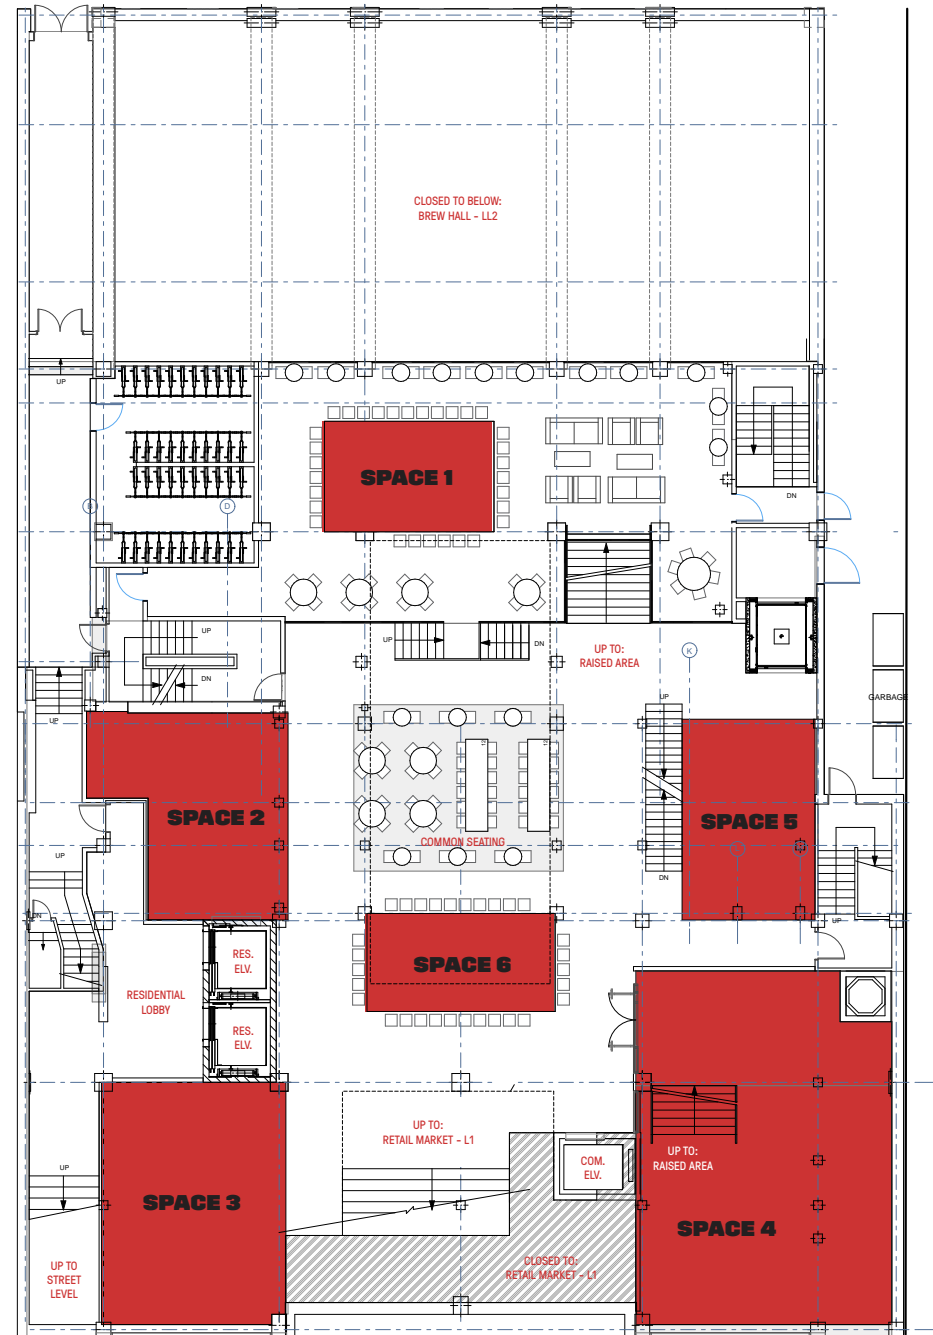 CLOSED TO BELOW:
BREW HALL - LL2
UP
SPACE 1
B
D
DN
UP
DN
UP
DN
UP TO:
RAISED AREA
K
UP
UP
GARBAGE
12
12
SPACE 2
SPACE 5
COMMON SEATING
UP
DN
DN
UP
SPACE 6
RES.
ELV.
RESIDENTIAL
LOBBY
RES.
ELV.
UP TO:
RETAIL MARKET - L1
UP TO:
RAISED AREA
COM.
ELV.
UP
SPACE 3
SPACE 4
UP TO
STREET
LEVEL
CLOSED TO:
RETAIL MARKET - L1